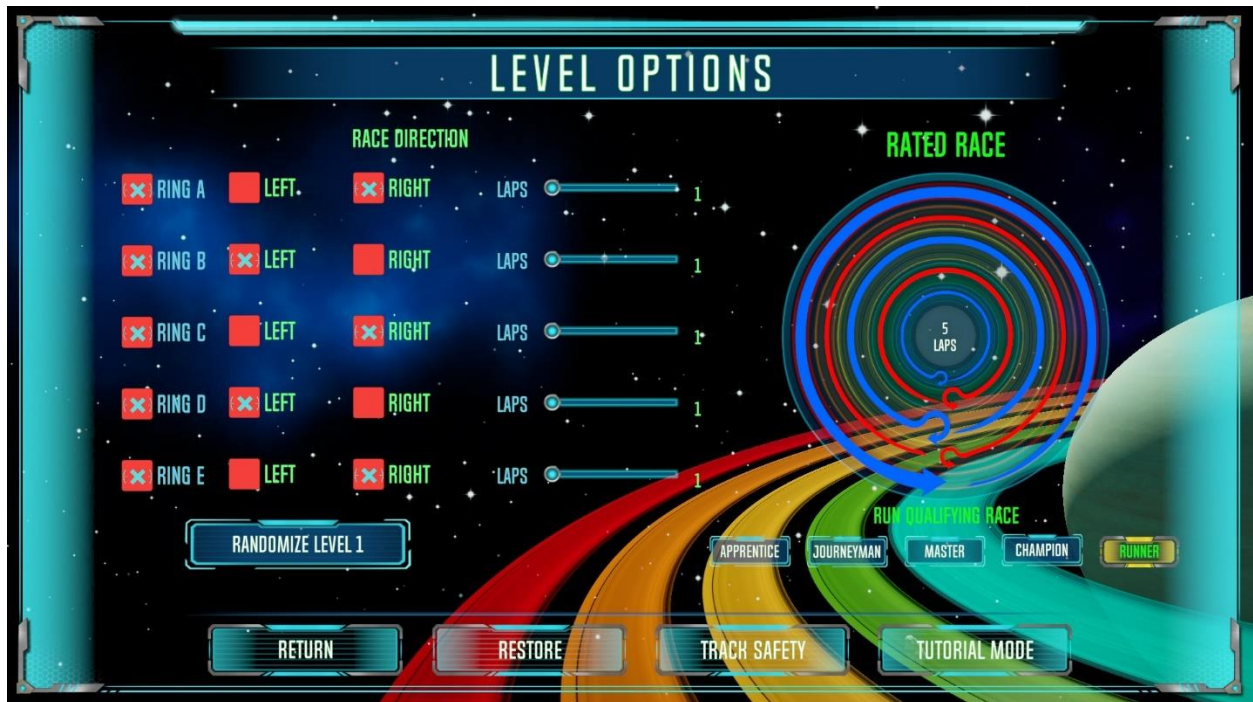 LEVEL OPTIONS
RACE DIRECTION
RATED RACE
RING A LEFT RIGHT LAPS 1
RING B LEFT RIGHT LAPS 1
RING C LEFT RIGHT LAPS 1
5
LAPS
RING D LEFT RIGHT LAPS 1
RING E LEFT RIGHT LAPS 1
RUN QUALIFYING RACE
RANDOMIZE LEVEL 1
APPRENTICE JOURNEYMAN MASTER CHAMPION RUNNER
RETURN RESTORE TRACK SAFETY TUTORIAL MODE